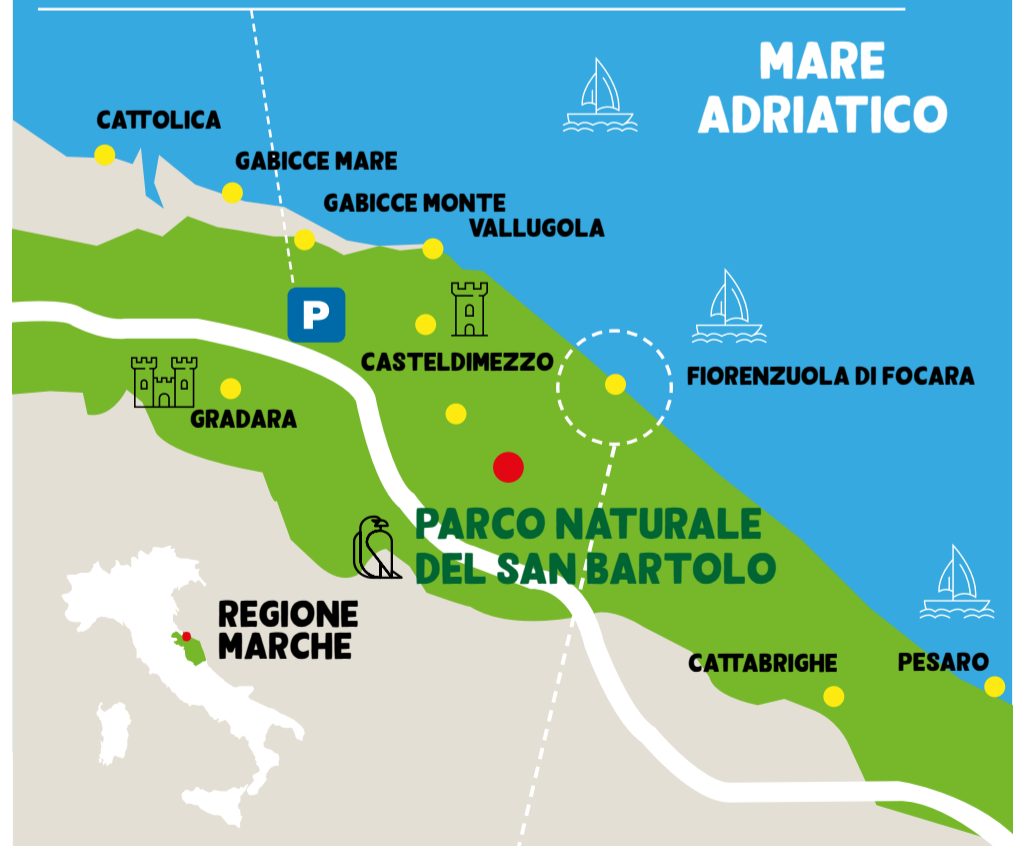 MARE
ADRIATICO
CATTOLICA
GABICCE MARE
GABICCE MONTE
VALLUGOLA
P
CASTELDIMEZZO
FIORENZUOLA DI FOCARA
GRADARA
PARCO NATURALE
DEL SAN BARTOLO
REGIONE
MARCHE
CATTABRIGHE
PESARO